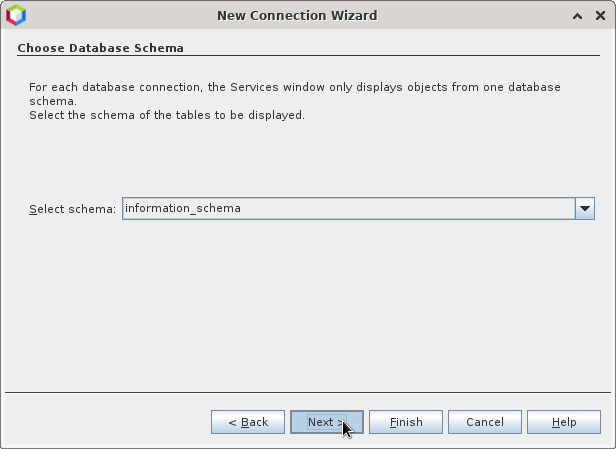 New Connection Wizard
Choose Database Schema
For each database connection, the Services window only displays objects from one database
schema.
Select the schema of the tables to be displayed.
Select schema: information_schema
< Back Next > Finish Cancel Help